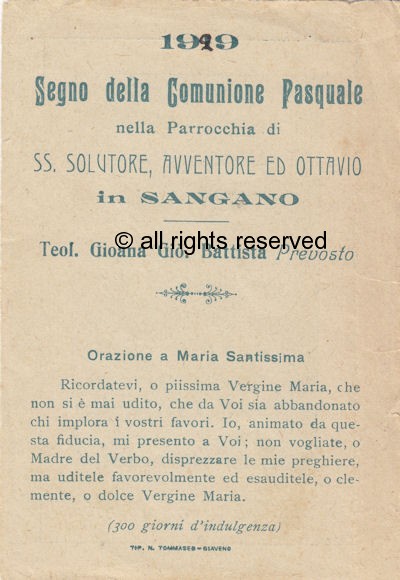 1929
Segno della Comunione Pasquale
nella Parrocchia di
SS. SOLUTORE, AVVENTORE ED OTTAVIO
in SANGANO
Teol. Gioana Gio. Battista Prevosto
© all rights reserved
Orazione a Maria Santissima
Ricordatevi, o piissima Vergine Maria, che
non si è mai udito, che da Voi sia abbandonato
chi implora i vostri favori. Io, animato da que-
sta fiducia, mi presento a Voi; non vogliate, o
Madre del Verbo, disprezzare le mie preghiere,
ma uditele favorevolmente ed esauditele, o cle-
mente, o dolce Vergine Maria.
(300 giorni d'indulgenza)
TIP. N. TOMMASEO - GIAVENO